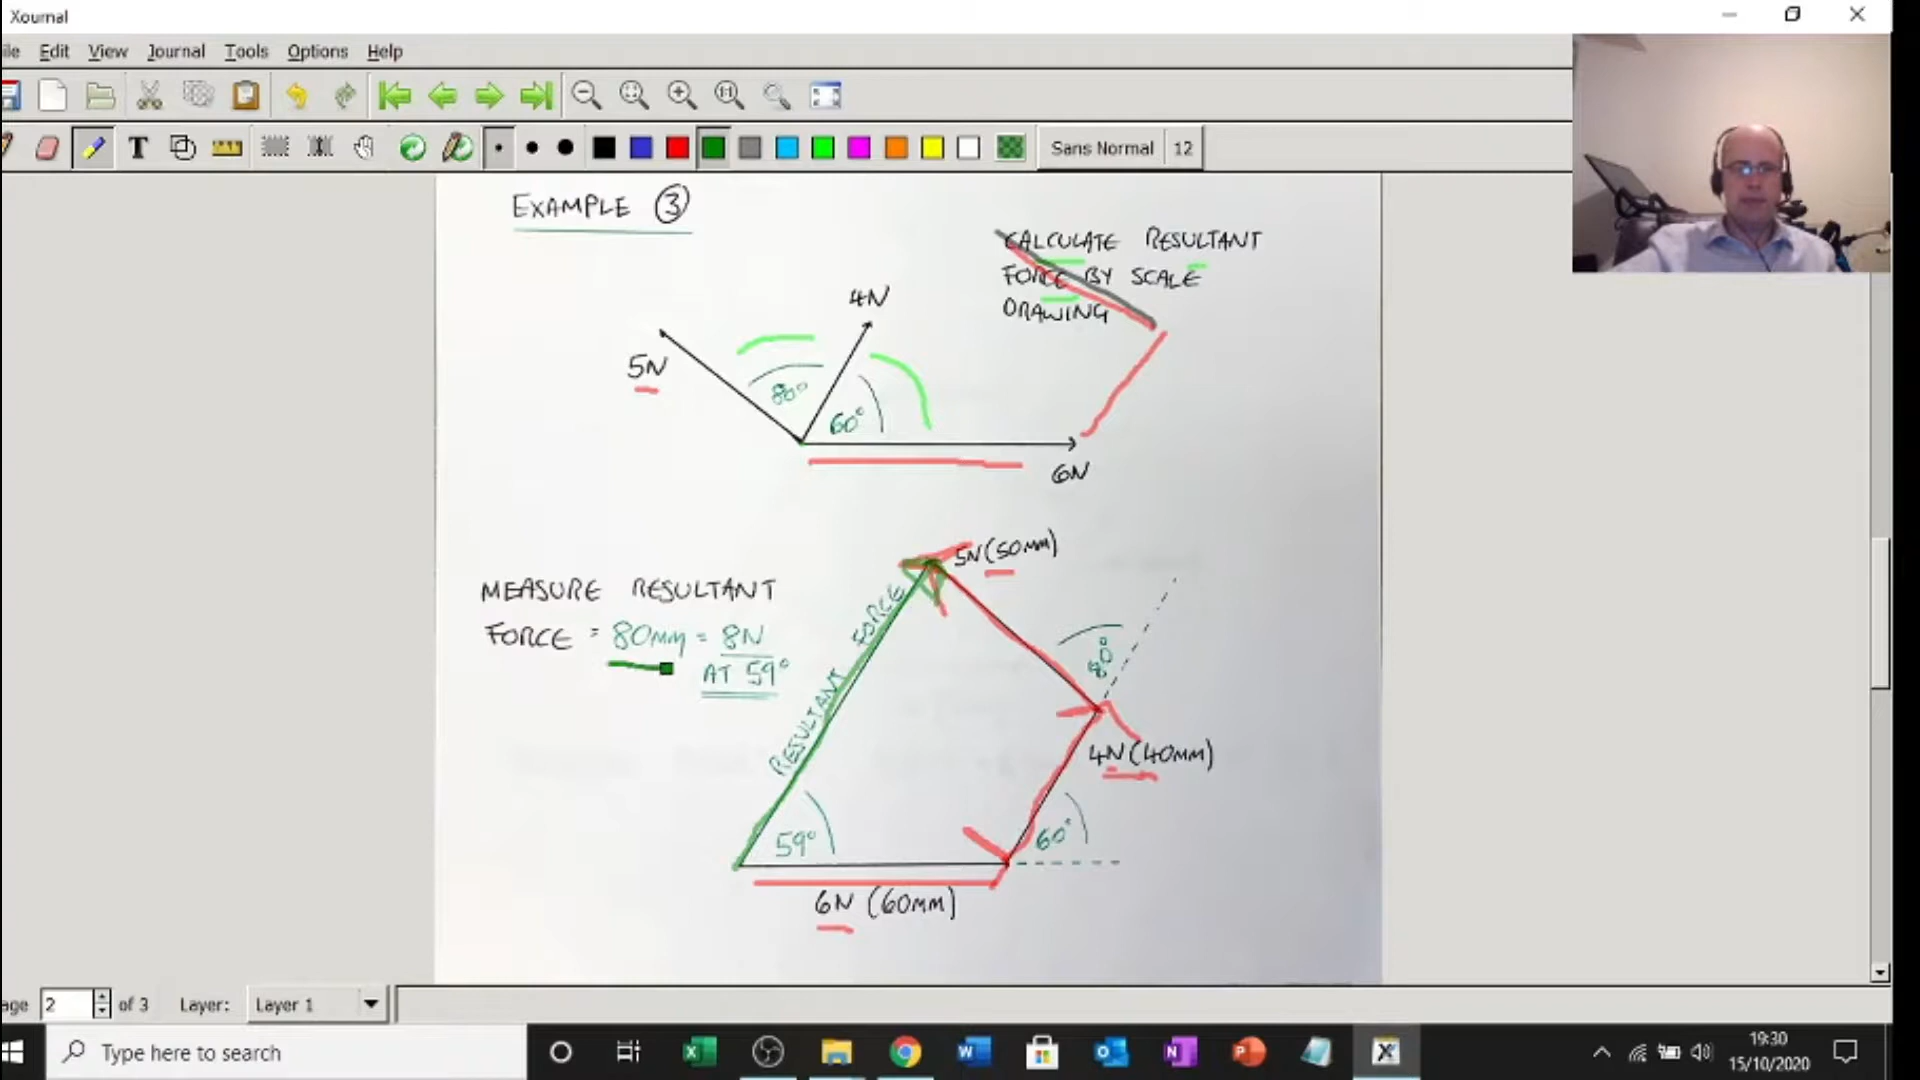 Xournal
ile Edit View Journal Tools Options Help
Sans Normal 12
EXAMPLE 3
CALCULATE RESULTANT
FORCE BY SCALE
DRAWING
4N
5N
80°
60°
6N
5N (50mm)
MEASURE RESULTANT
FORCE = 80mm = 8N
AT 59°
RESULTANT FORCE
80°
4N (40mm)
59°
60°
6N (60mm)
age 2 of 3 Layer: Layer 1
Type here to search
19:30
15/10/2020